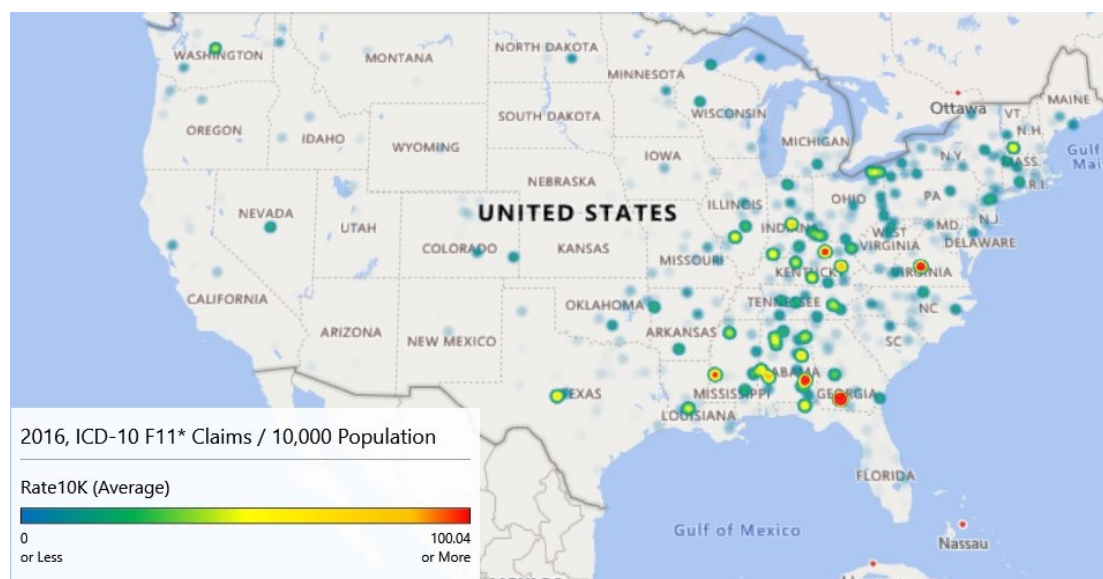 WASHINGTON
MONTANA
NORTH DAKOTA
MINNESOTA
Ottawa
MAINE
VT.
N.H.
OREGON
IDAHO
SOUTH DAKOTA
WISCONSIN
MICHIGAN
N.Y.
MASS.
Gulf
Mai
WYOMING
IOWA
R.I.
NEBRASKA
ILLINOIS
OHIO
PA
NEVADA
UTAH
UNITED STATES
INDIANA
N.J.
COLORADO
KANSAS
MISSOURI
WEST
VIRGINIA
MD
DELAWARE
CALIFORNIA
KENTUCKY
VIRGINIA
OKLAHOMA
TENNESSEE
NC
ARIZONA
NEW MEXICO
ARKANSAS
SC
TEXAS
MISSISSIPPI
ALABAMA
GEORGIA
LOUISIANA
FLORIDA
Gulf of Mexico
Nassau
2016, ICD-10 F11* Claims / 10,000 Population
Rate10K (Average)
0
or Less
100.04
or More